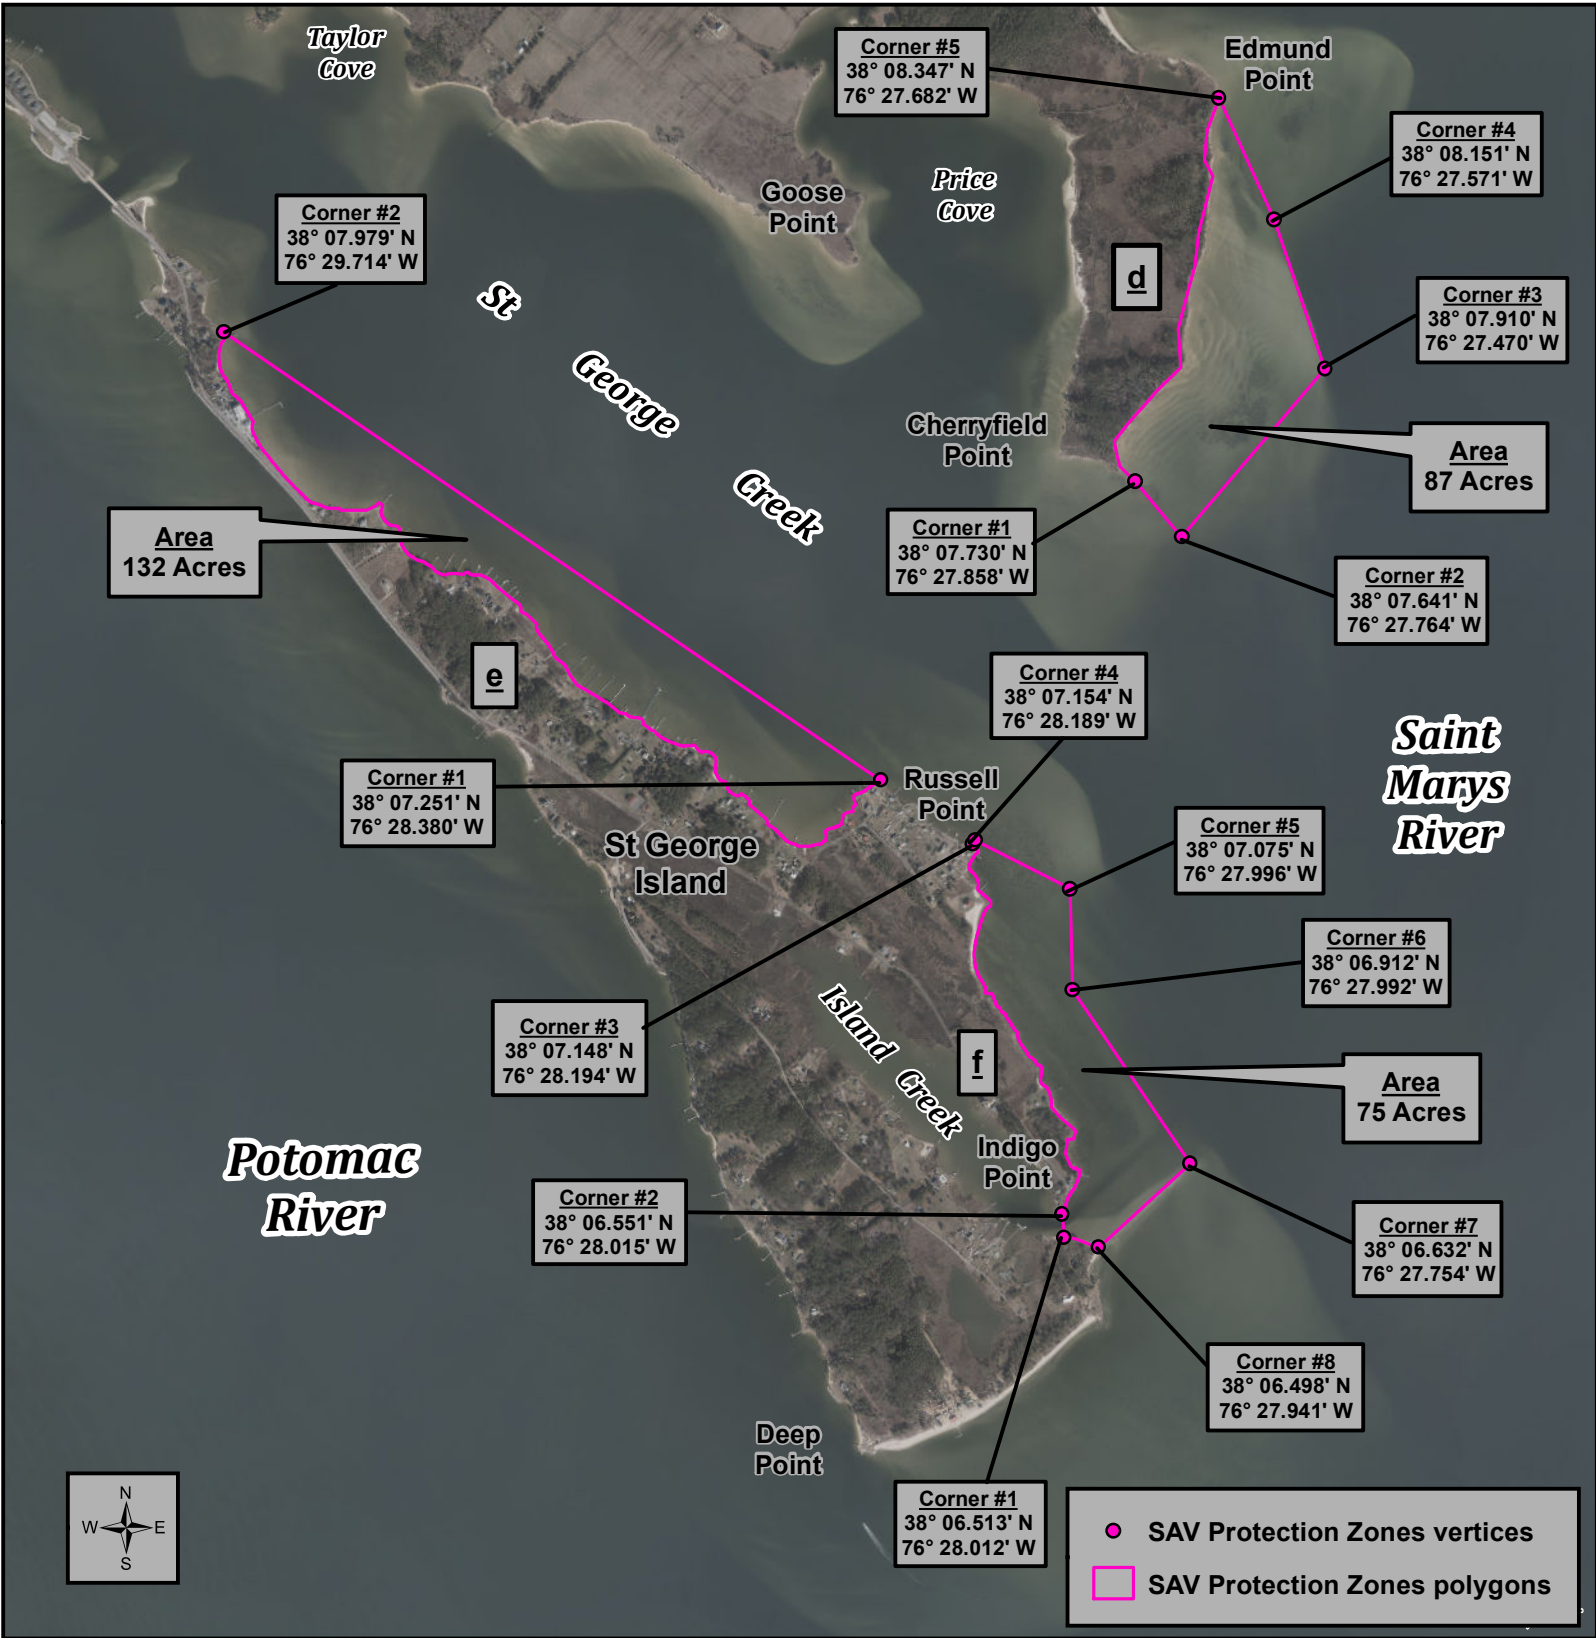 Taylor
Cove
Corner #5
38° 08.347' N
76° 27.682' W
Edmund
Point
Corner #4
38° 08.151' N
76° 27.571' W
Goose
Point
Price
Cove
Corner #2
38° 07.979' N
76° 29.714' W
d
Corner #3
38° 07.910' N
76° 27.470' W
St
George
Creek
Cherryfield
Point
Area
87 Acres
Area
132 Acres
Corner #1
38° 07.730' N
76° 27.858' W
Corner #2
38° 07.641' N
76° 27.764' W
e
Corner #4
38° 07.154' N
76° 28.189' W
Saint
Marys
River
Corner #1
38° 07.251' N
76° 28.380' W
Russell
Point
St George
Island
Corner #5
38° 07.075' N
76° 27.996' W
Corner #6
38° 06.912' N
76° 27.992' W
Corner #3
38° 07.148' N
76° 28.194' W
Island Creek
f
Area
75 Acres
Potomac
River
Indigo
Point
Corner #2
38° 06.551' N
76° 28.015' W
Corner #7
38° 06.632' N
76° 27.754' W
Corner #8
38° 06.498' N
76° 27.941' W
Deep
Point
N
W E
S
Corner #1
38° 06.513' N
76° 28.012' W
SAV Protection Zones vertices
SAV Protection Zones polygons